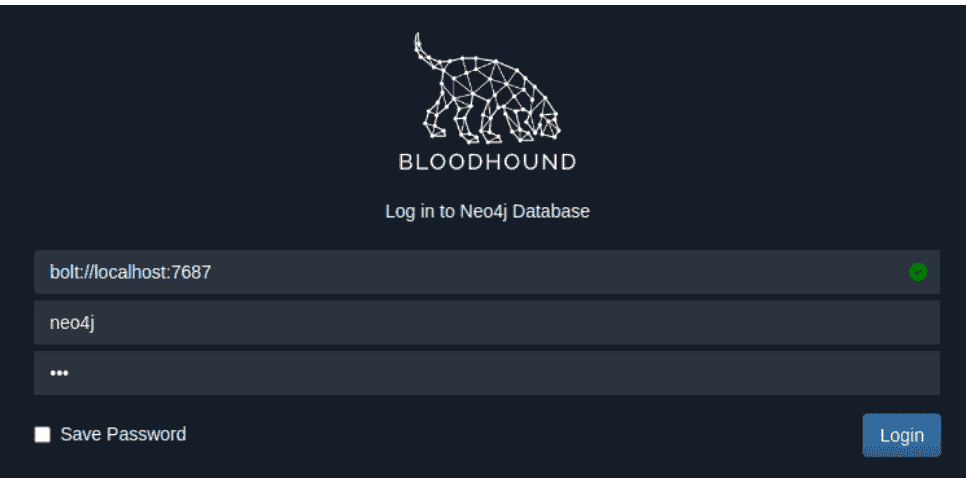 BLOODHOUND
Log in to Neo4j Database
bolt://localhost:7687
neo4j
•••
Save Password
Login